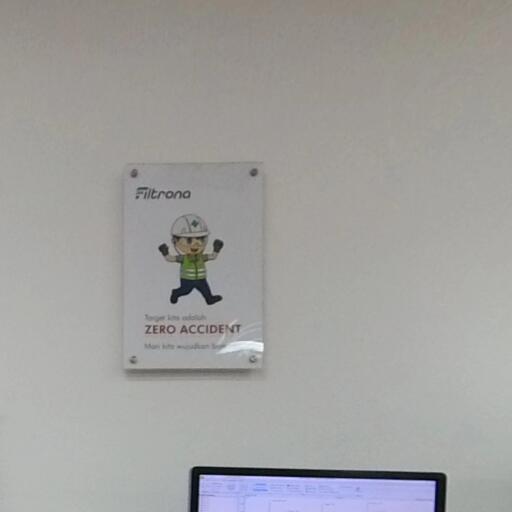 Filtrona
Target kita adalah
ZERO ACCIDENT
Mari kita wujudkan